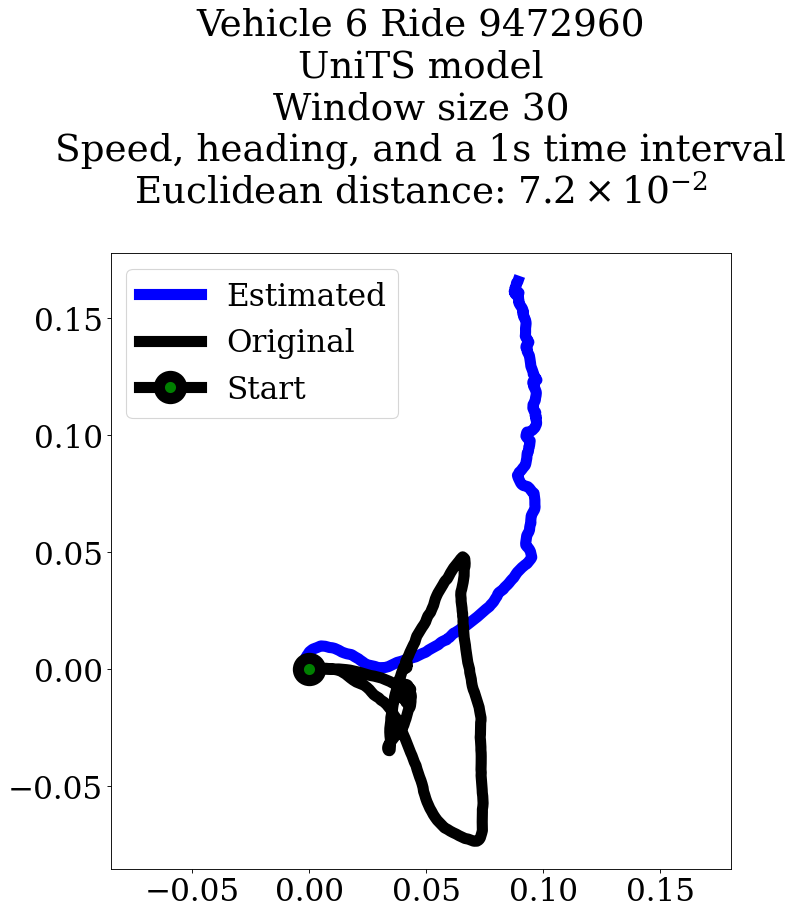 Vehicle 6 Ride 9472960
UniTS model
Window size 30
Speed, heading, and a 1s time interval
Euclidean distance: 7.2 × 10⁻²
Estimated
Original
Start
0.15
0.10
0.05
0.00
−0.05
−0.05 0.00 0.05 0.10 0.15